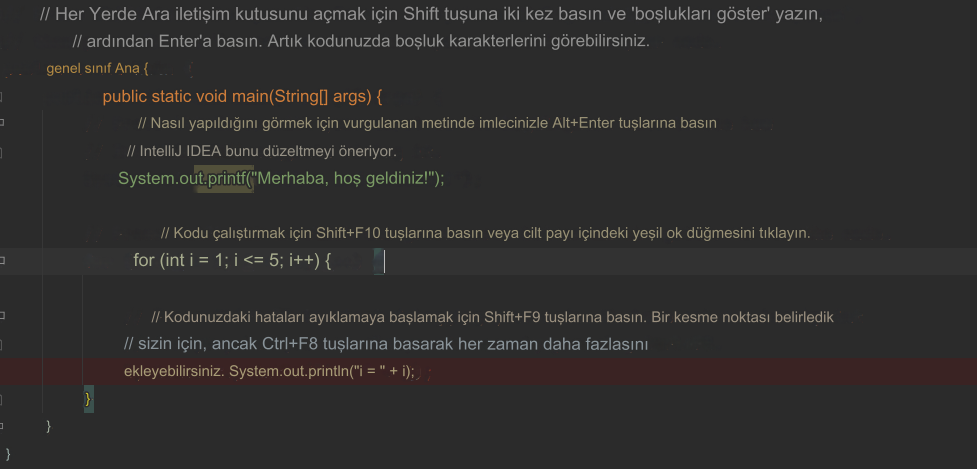 // Her Yerde Ara iletişim kutusunu açmak için Shift tuşuna iki kez basın ve 'boşlukları göster' yazın,
// ardından Enter'a basın. Artık kodunuzda boşluk karakterlerini görebilirsiniz.
genel sınıf Ana {
public static void main(String[] args) {
// Nasıl yapıldığını görmek için vurgulanan metinde imlecinizle Alt+Enter tuşlarına basın
// IntelliJ IDEA bunu düzeltmeyi öneriyor.
System.out.printf("Merhaba, hoş geldiniz!");
// Kodu çalıştırmak için Shift+F10 tuşlarına basın veya cilt payı içindeki yeşil ok düğmesini tıklayın.
for (int i = 1; i <= 5; i++) {
// Kodunuzdaki hataları ayıklamaya başlamak için Shift+F9 tuşlarına basın. Bir kesme noktası belirledik
// sizin için, ancak Ctrl+F8 tuşlarına basarak her zaman daha fazlasını
ekleyebilirsiniz. System.out.println("i = " + i);
}
}
}